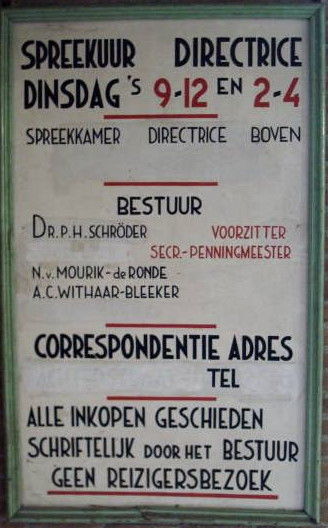 SPREEKUUR DIRECTRICE
DINSDAG 'S 9-12 EN 2-4
SPREEKKAMER DIRECTRICE BOVEN
BESTUUR
DR. P.H. SCHRÖDER VOORZITTER
SECR.-PENNINGMEESTER
N.v. MOURIK-de RONDE
A.C. WITHAAR-BLEEKER
CORRESPONDENTIE ADRES
TEL
ALLE INKOPEN GESCHIEDEN
SCHRIFTELIJK DOOR HET BESTUUR
GEEN REIZIGERSBEZOEK